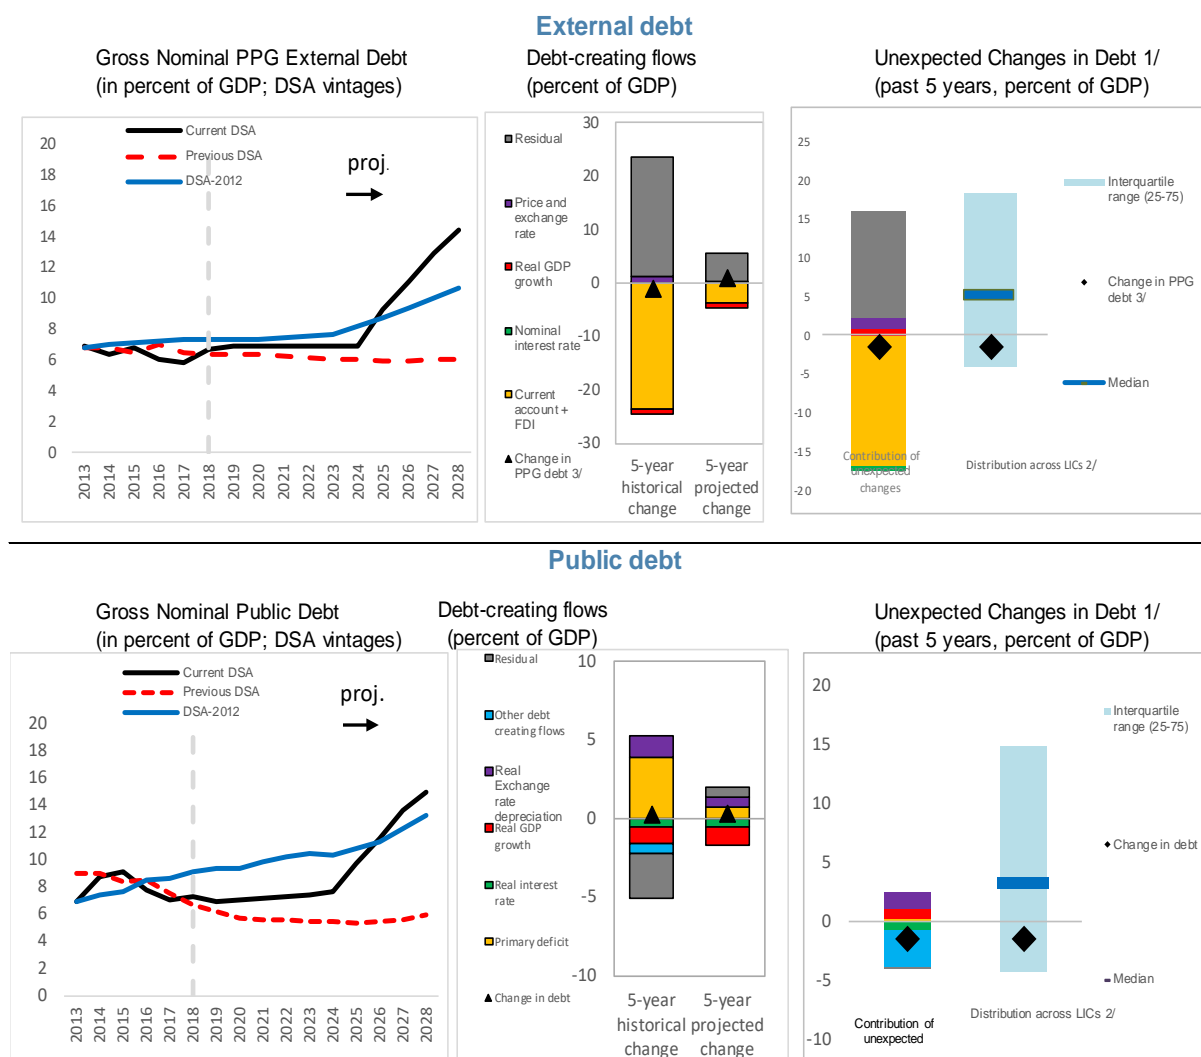 External debt
Gross Nominal PPG External Debt
(in percent of GDP; DSA vintages)
20
18
16
14
12
10
8
6
4
2
0
Current DSA
Previous DSA
DSA-2012
proj.
2013
2014
2015
2016
2017
2018
2019
2020
2021
2022
2023
2024
2025
2026
2027
2028
Debt-creating flows
(percent of GDP)
Residual
Price and
exchange
rate
Real GDP
growth
Nominal
interest rate
Current
account +
FDI
Change in
PPG debt 3/
30
20
10
0
-10
-20
-30
5-year
historical
change
5-year
projected
change
Unexpected Changes in Debt 1/
(past 5 years, percent of GDP)
25
20
15
10
5
0
-5
-10
-15
-20
Contribution of
unexpected
changes
Distribution across LICs 2/
Interquartile
range (25-75)
Change in PPG
debt 3/
Median
Public debt
Gross Nominal Public Debt
(in percent of GDP; DSA vintages)
Current DSA
Previous DSA
DSA-2012
proj.
20
18
16
14
12
10
8
6
4
2
0
2013
2014
2015
2016
2017
2018
2019
2020
2021
2022
2023
2024
2025
2026
2027
2028
Debt-creating flows
(percent of GDP)
Residual
Other debt
creating flows
Real
Exchange
rate
depreciation
Real GDP
growth
Real interest
rate
Primary deficit
Change in debt
10
5
0
-5
-10
5-year
historical
change
5-year
projected
change
Unexpected Changes in Debt 1/
(past 5 years, percent of GDP)
20
15
10
5
0
-5
-10
Contribution of
unexpected
Distribution across LICs 2/
Interquartile
range (25-75)
Change in debt
Median